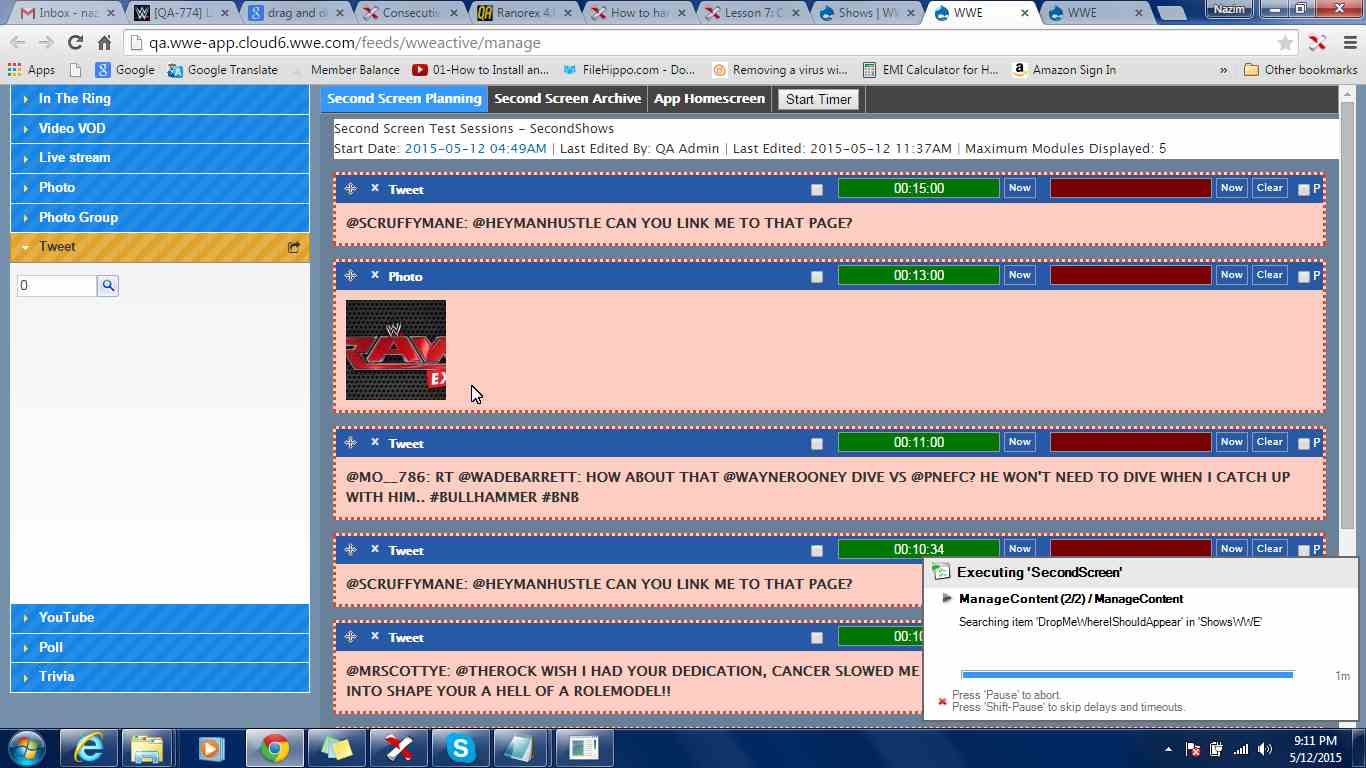 Inbox - naz
[QA-774] L
drag and d
Consecutiv
Ranorex 4.
How to har
Lesson 7: C
Shows | W
WWE
WWE
Nazim
qa.wwe-app.cloud6.wwe.com/feeds/wweactive/manage
Apps
Google
Google Translate
Member Balance
01-How to Install an...
FileHippo.com - Do...
Removing a virus wi...
EMI Calculator for H...
Amazon Sign In
»
Other bookmarks
In The Ring
Video VOD
Live stream
Photo
Photo Group
Tweet
0
YouTube
Poll
Trivia
Second Screen Planning
Second Screen Archive
App Homescreen
Start Timer
Second Screen Test Sessions - SecondShows
Start Date: 2015-05-12 04:49AM | Last Edited By: QA Admin | Last Edited: 2015-05-12 11:37AM | Maximum Modules Displayed: 5
x Tweet 00:15:00 Now Now Clear P
@SCRUFFYMANE: @HEYMANHUSTLE CAN YOU LINK ME TO THAT PAGE?
x Photo 00:13:00 Now Now Clear P
W
RAW
EX
x Tweet 00:11:00 Now Now Clear P
@MO__786: RT @WADEBARRETT: HOW ABOUT THAT @WAYNEROONEY DIVE VS @PNEFC? HE WON'T NEED TO DIVE WHEN I CATCH UP
WITH HIM.. #BULLHAMMER #BNB
x Tweet 00:10:34 Now Now Clear P
@SCRUFFYMANE: @HEYMANHUSTLE CAN YOU LINK ME TO THAT PAGE?
x Tweet 00:10
@MRSCOTTYE: @THEROCK WISH I HAD YOUR DEDICATION, CANCER SLOWED ME
INTO SHAPE YOUR A HELL OF A ROLEMODEL!!
Executing 'SecondScreen'
ManageContent (2/2) / ManageContent
Searching item 'DropMeWhereIShouldAppear' in 'ShowsWWE'
1m
Press 'Pause' to abort.
Press 'Shift-Pause' to skip delays and timeouts.
9:11 PM
5/12/2015